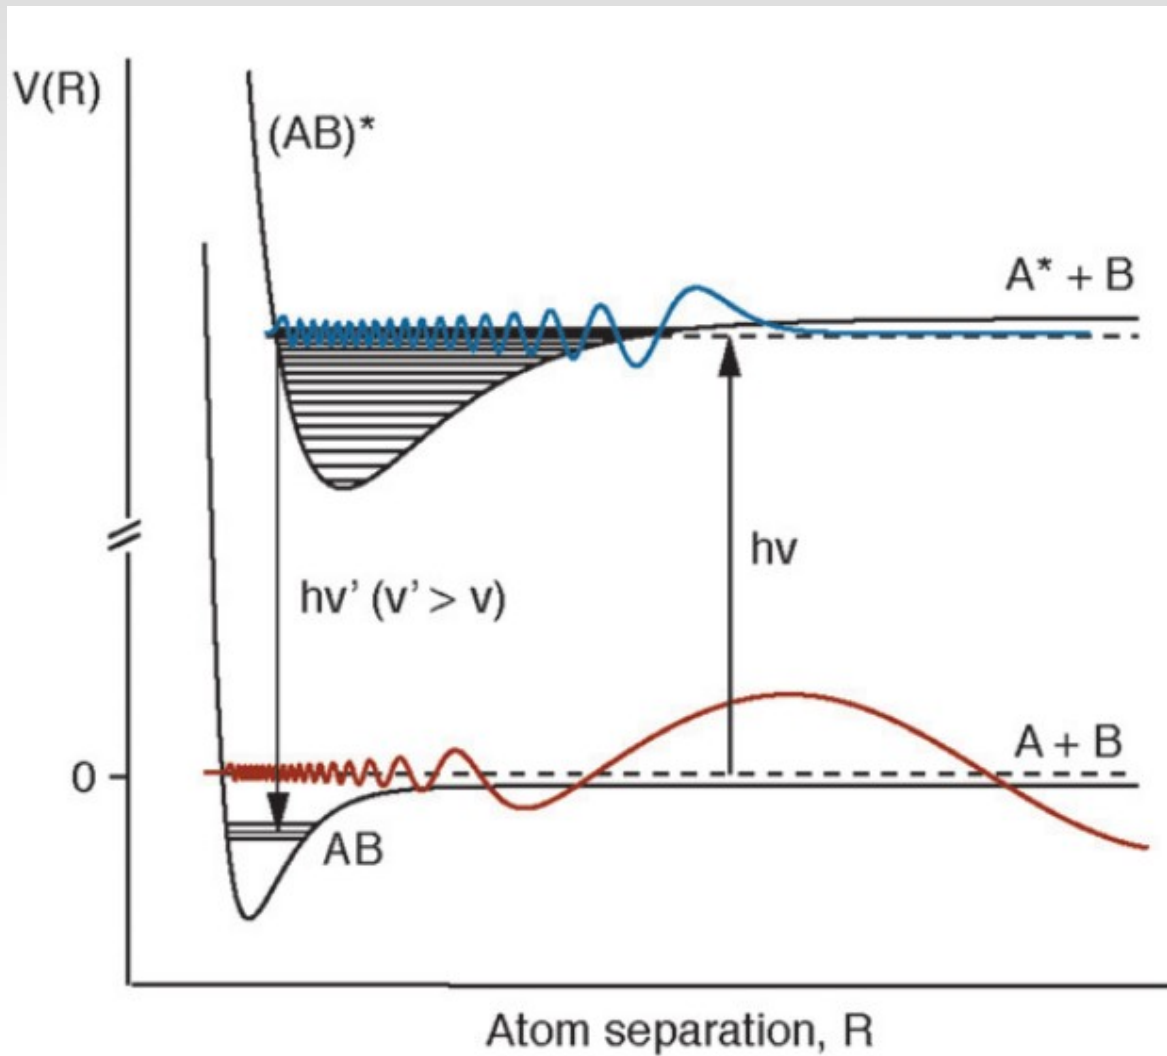 V(R)
(AB)*
A* + B
hν
hν' (ν' > ν)
A + B
0
AB
Atom separation, R